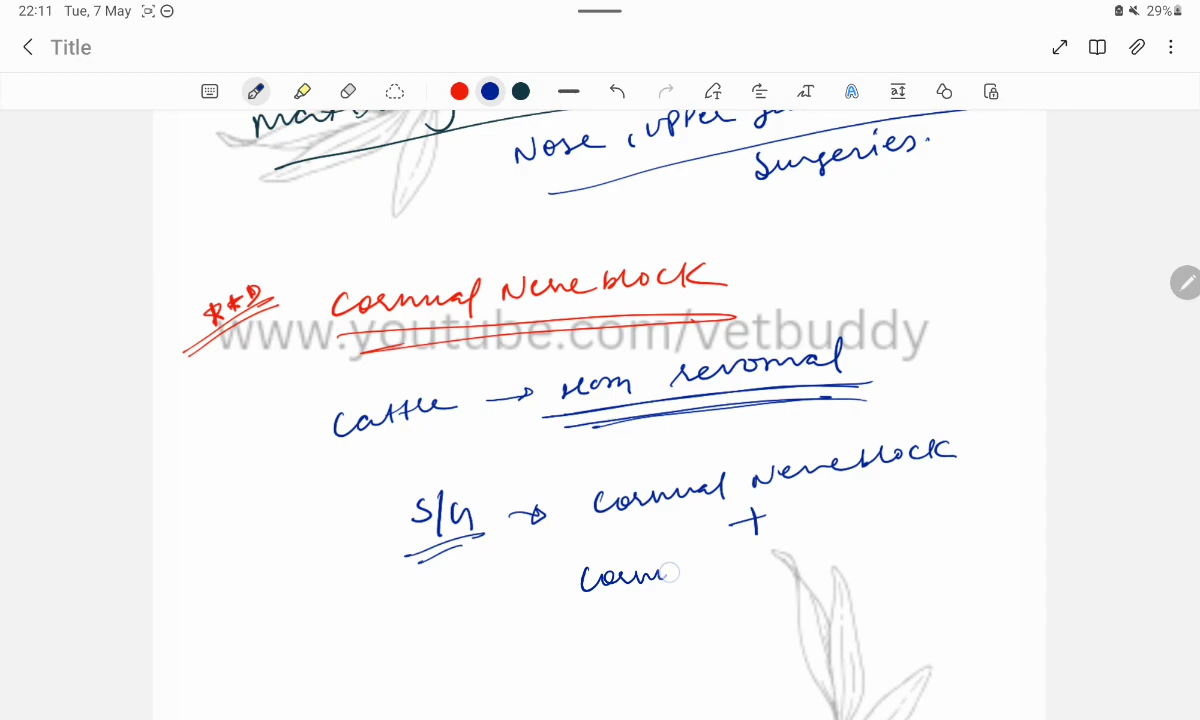 22:11 Tue, 7 May
29%
Title
Nose, upper
Surgeries.
*** Cornual Nerve block
www.youtube.com/vetbuddy
Cattle → Horn revomal
S/G → Cornual Nerve block
+
Corn